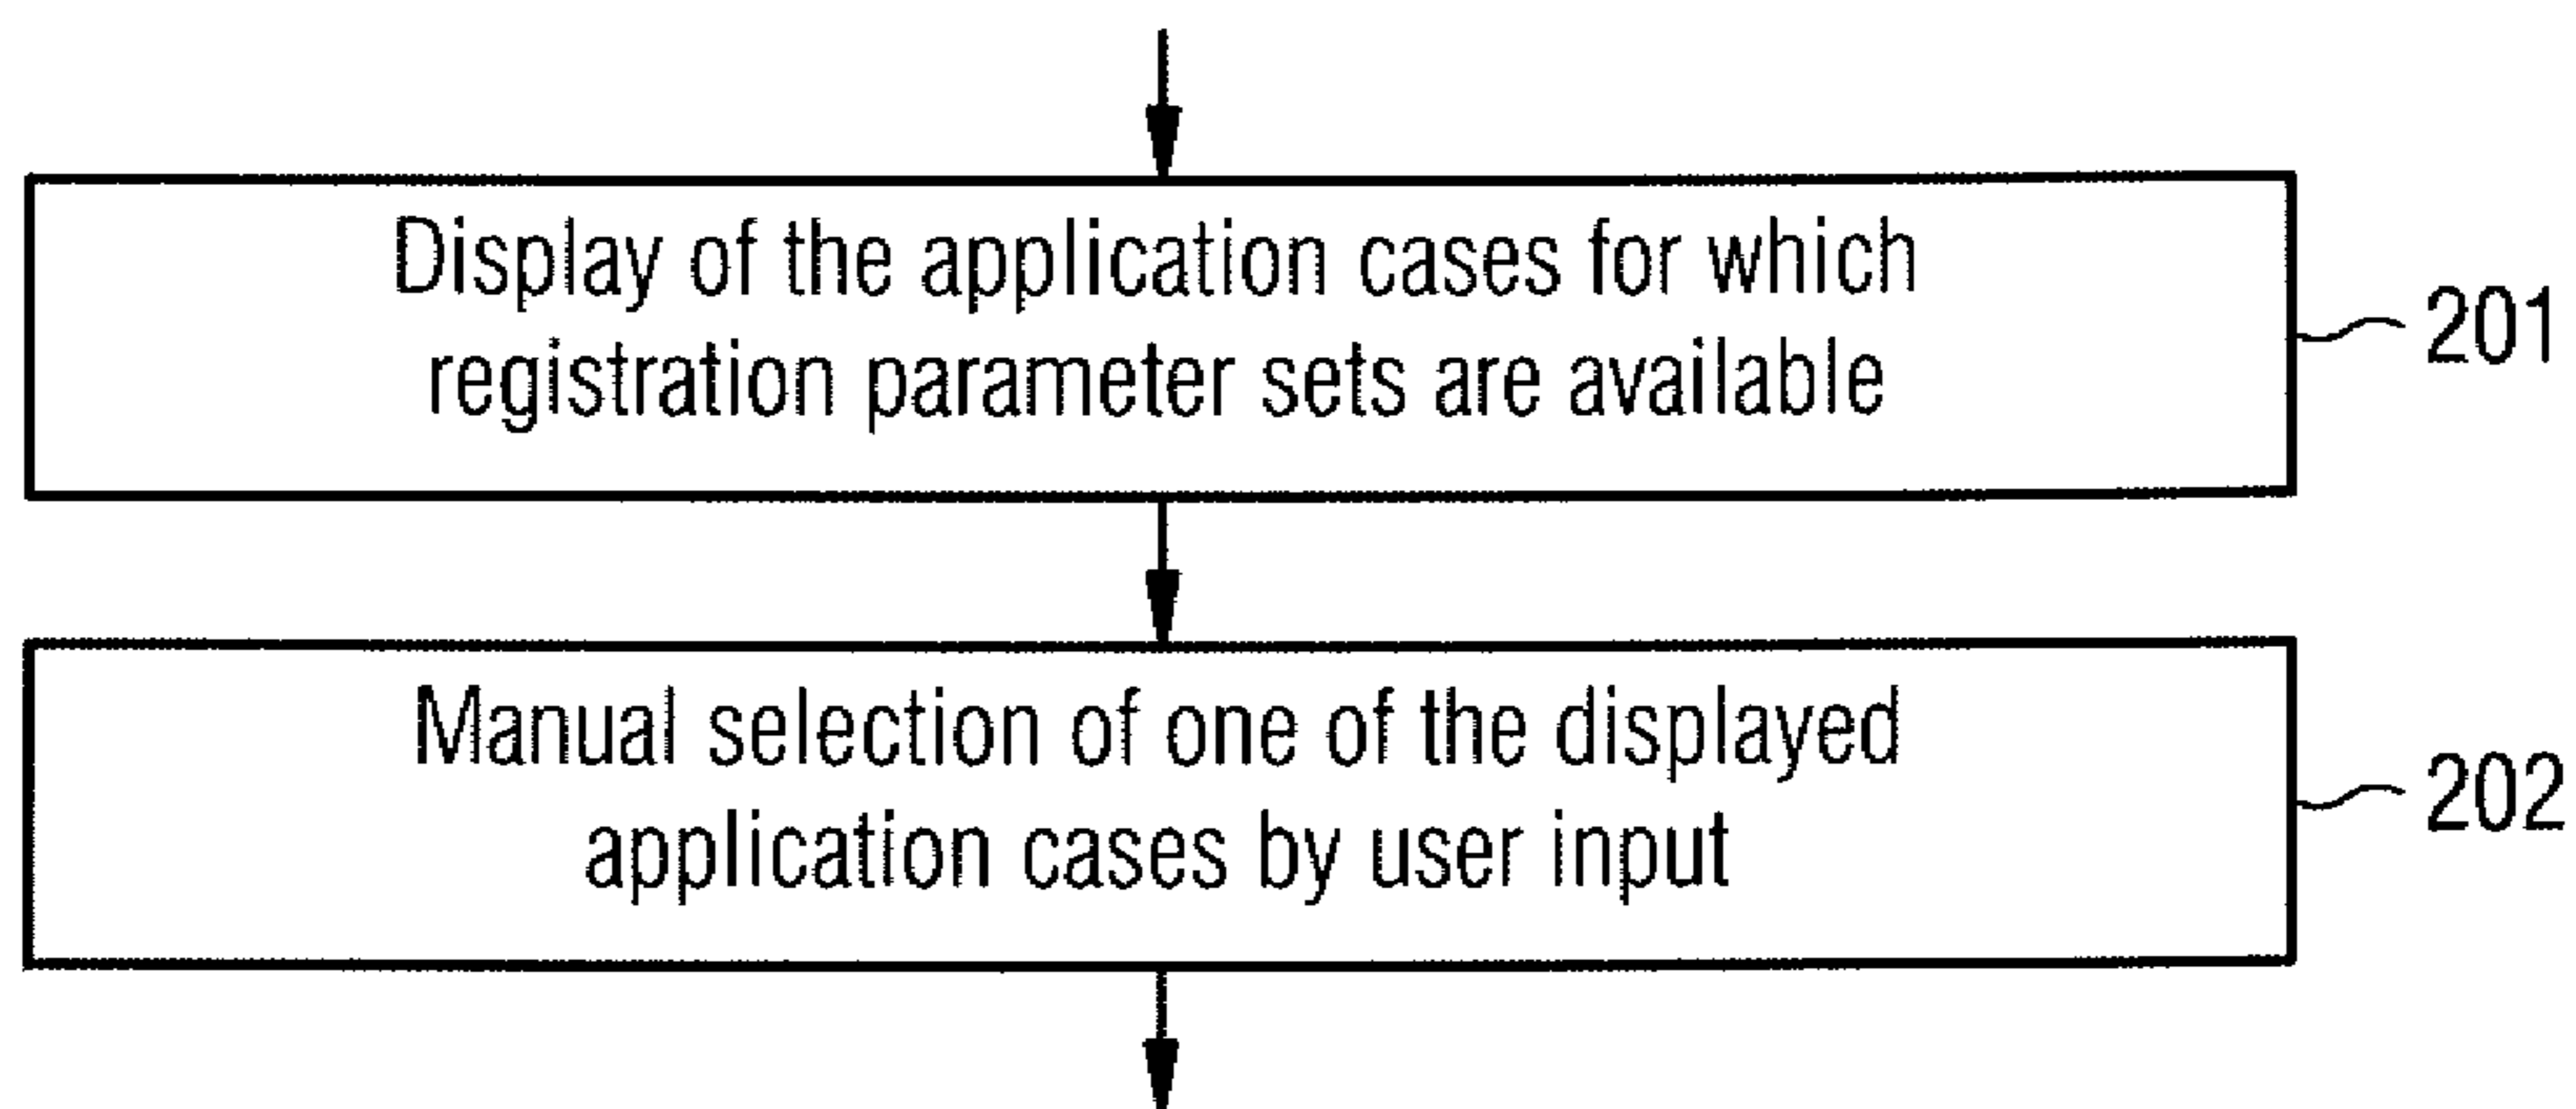 Display of the application cases for which
registration parameter sets are available
201
Manual selection of one of the displayed
application cases by user input
202